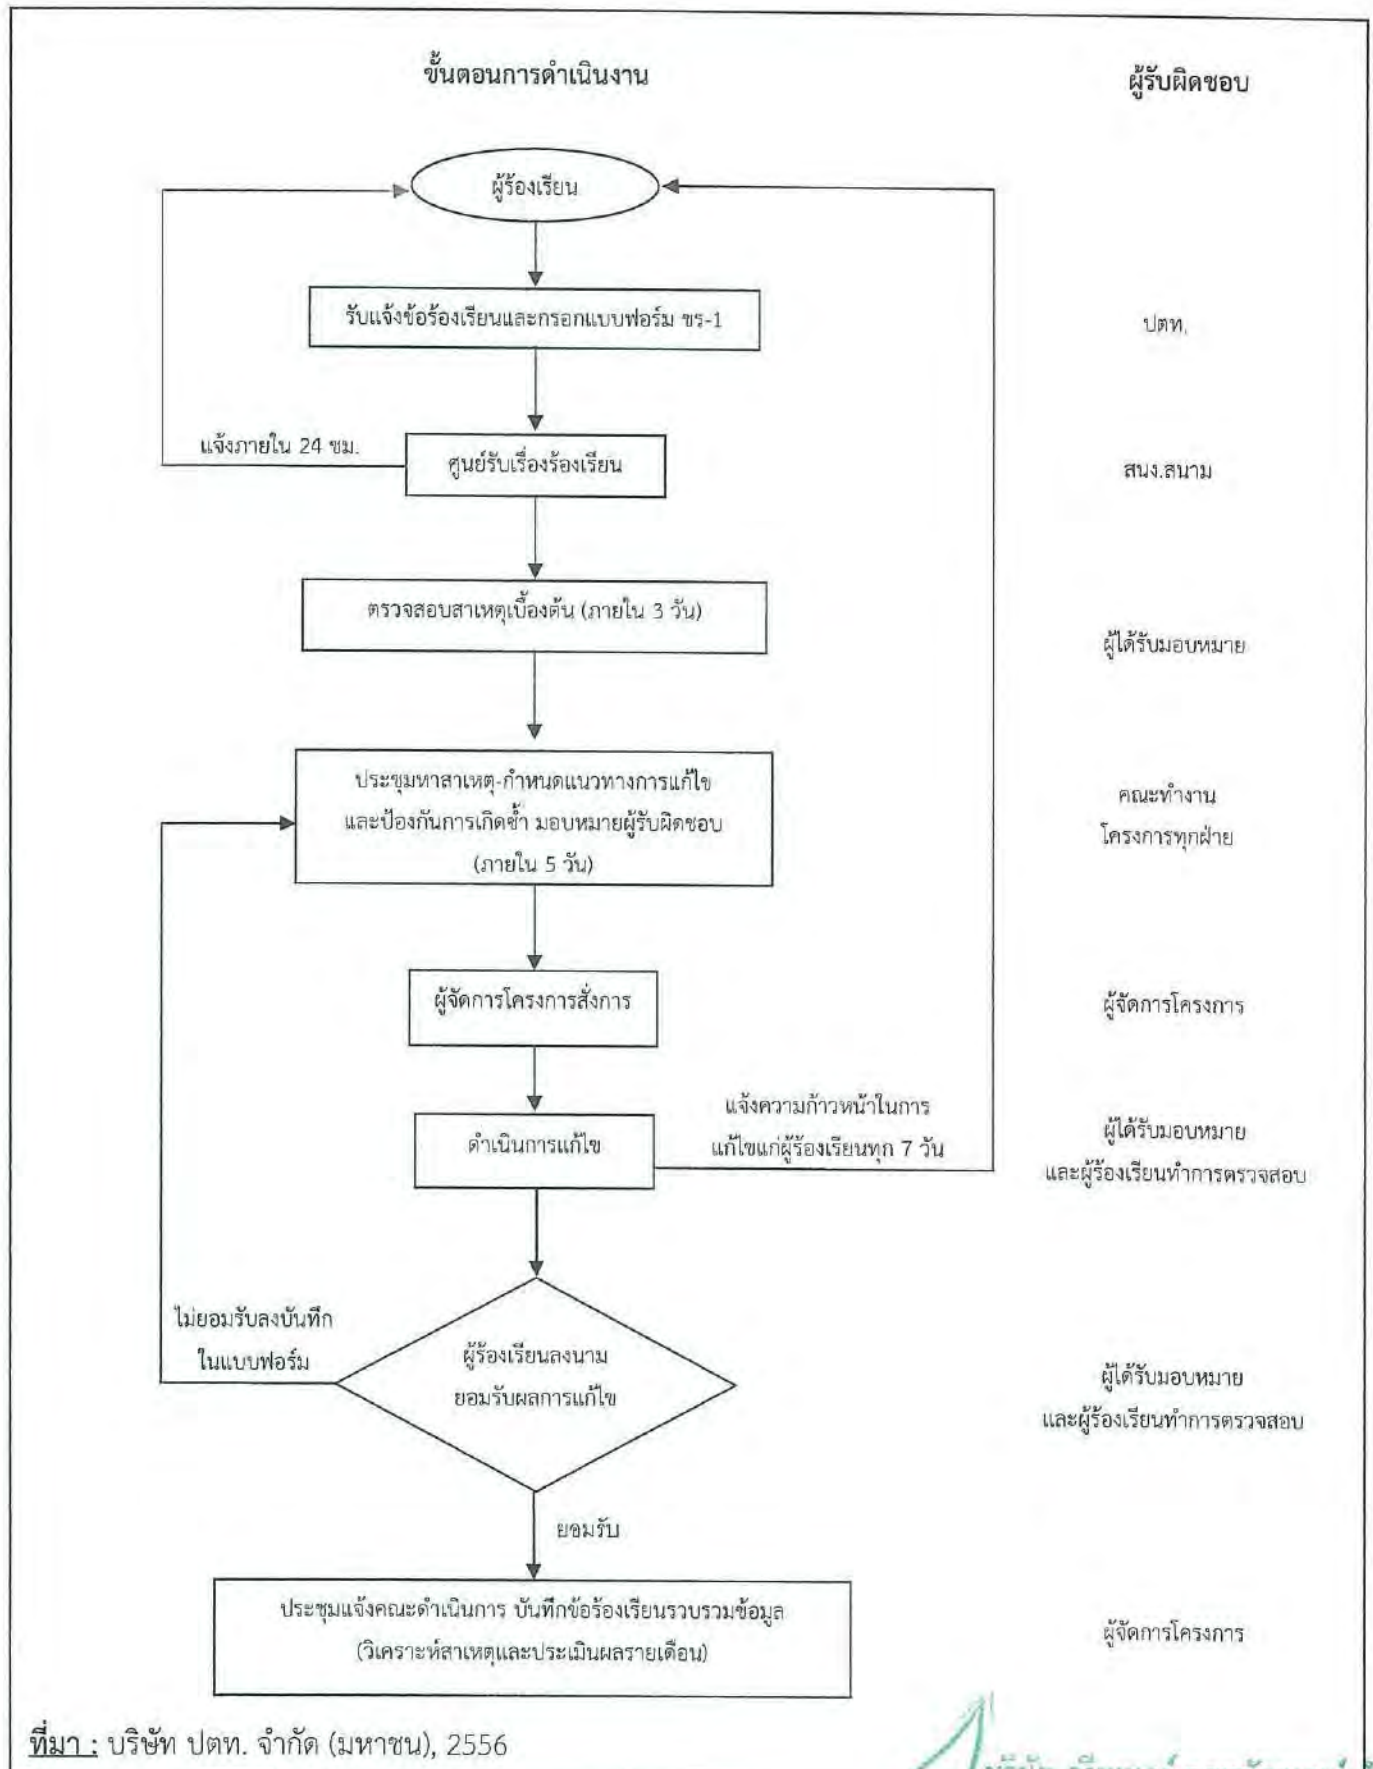 ขั้นตอนการดำเนินงาน
ผู้รับผิดชอบ
ผู้ร้องเรียน
รับแจ้งข้อร้องเรียนและกรอกแบบฟอร์ม ขร-1
ปตท.
แจ้งภายใน 24 ชม.
ศูนย์รับเรื่องร้องเรียน
สนง.สนาม
ตรวจสอบสาเหตุเบื้องต้น (ภายใน 3 วัน)
ผู้ได้รับมอบหมาย
ประชุมหาสาเหตุ-กำหนดแนวทางการแก้ไข
และป้องกันการเกิดซ้ำ มอบหมายผู้รับผิดชอบ
(ภายใน 5 วัน)
คณะทำงาน
โครงการทุกฝ่าย
ผู้จัดการโครงการสั่งการ
ผู้จัดการโครงการ
ดำเนินการแก้ไข
แจ้งความก้าวหน้าในการ
แก้ไขแก่ผู้ร้องเรียนทุก 7 วัน
ผู้ได้รับมอบหมาย
และผู้ร้องเรียนทำการตรวจสอบ
ไม่ยอมรับลงบันทึก
ในแบบฟอร์ม
ผู้ร้องเรียนลงนาม
ยอมรับผลการแก้ไข
ผู้ได้รับมอบหมาย
และผู้ร้องเรียนทำการตรวจสอบ
ยอมรับ
ประชุมแจ้งคณะดำเนินการ บันทึกข้อร้องเรียนรวบรวมข้อมูล
(วิเคราะห์สาเหตุและประเมินผลรายเดือน)
ผู้จัดการโครงการ
ที่มา : บริษัท ปตท. จำกัด (มหาชน), 2556